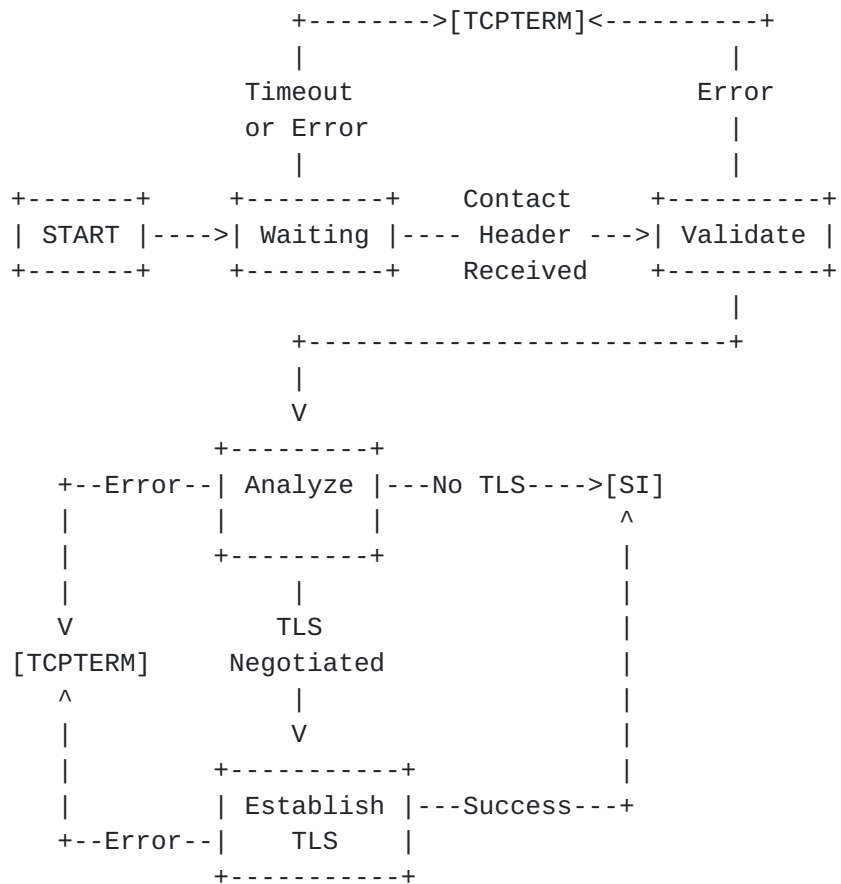 +-------->[TCPTERM]<----------+
| |
Timeout Error
or Error |
| |
+-------+ +---------+ Contact +----------+
| START |---->| Waiting |---- Header --->| Validate |
+-------+ +---------+ Received +----------+
|
+---------------------------+
|
V
+---------+
+--Error--| Analyze |---No TLS---->[SI]
| | | ^
| +---------+ |
| | |
V TLS |
[TCPTERM] Negotiated |
^ | |
| V |
| +-----------+ |
| | Establish |---Success---+
+--Error--| TLS |
+-----------+